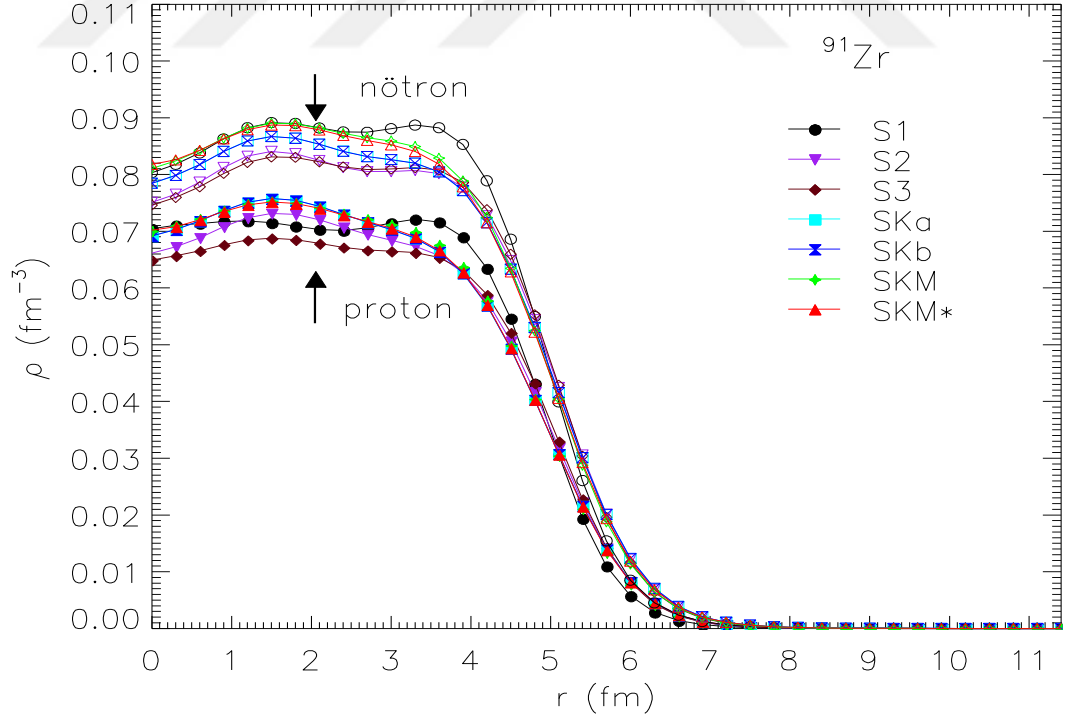 0.11
0.10
0.09
0.08
0.07
0.06
0.05
0.04
0.03
0.02
0.01
0.00
ρ (fm⁻³)
⁹¹Zr
nötron
proton
S1
S2
S3
SKa
SKb
SKM
SKM*
0 1 2 3 4 5 6 7 8 9 10 11
r (fm)